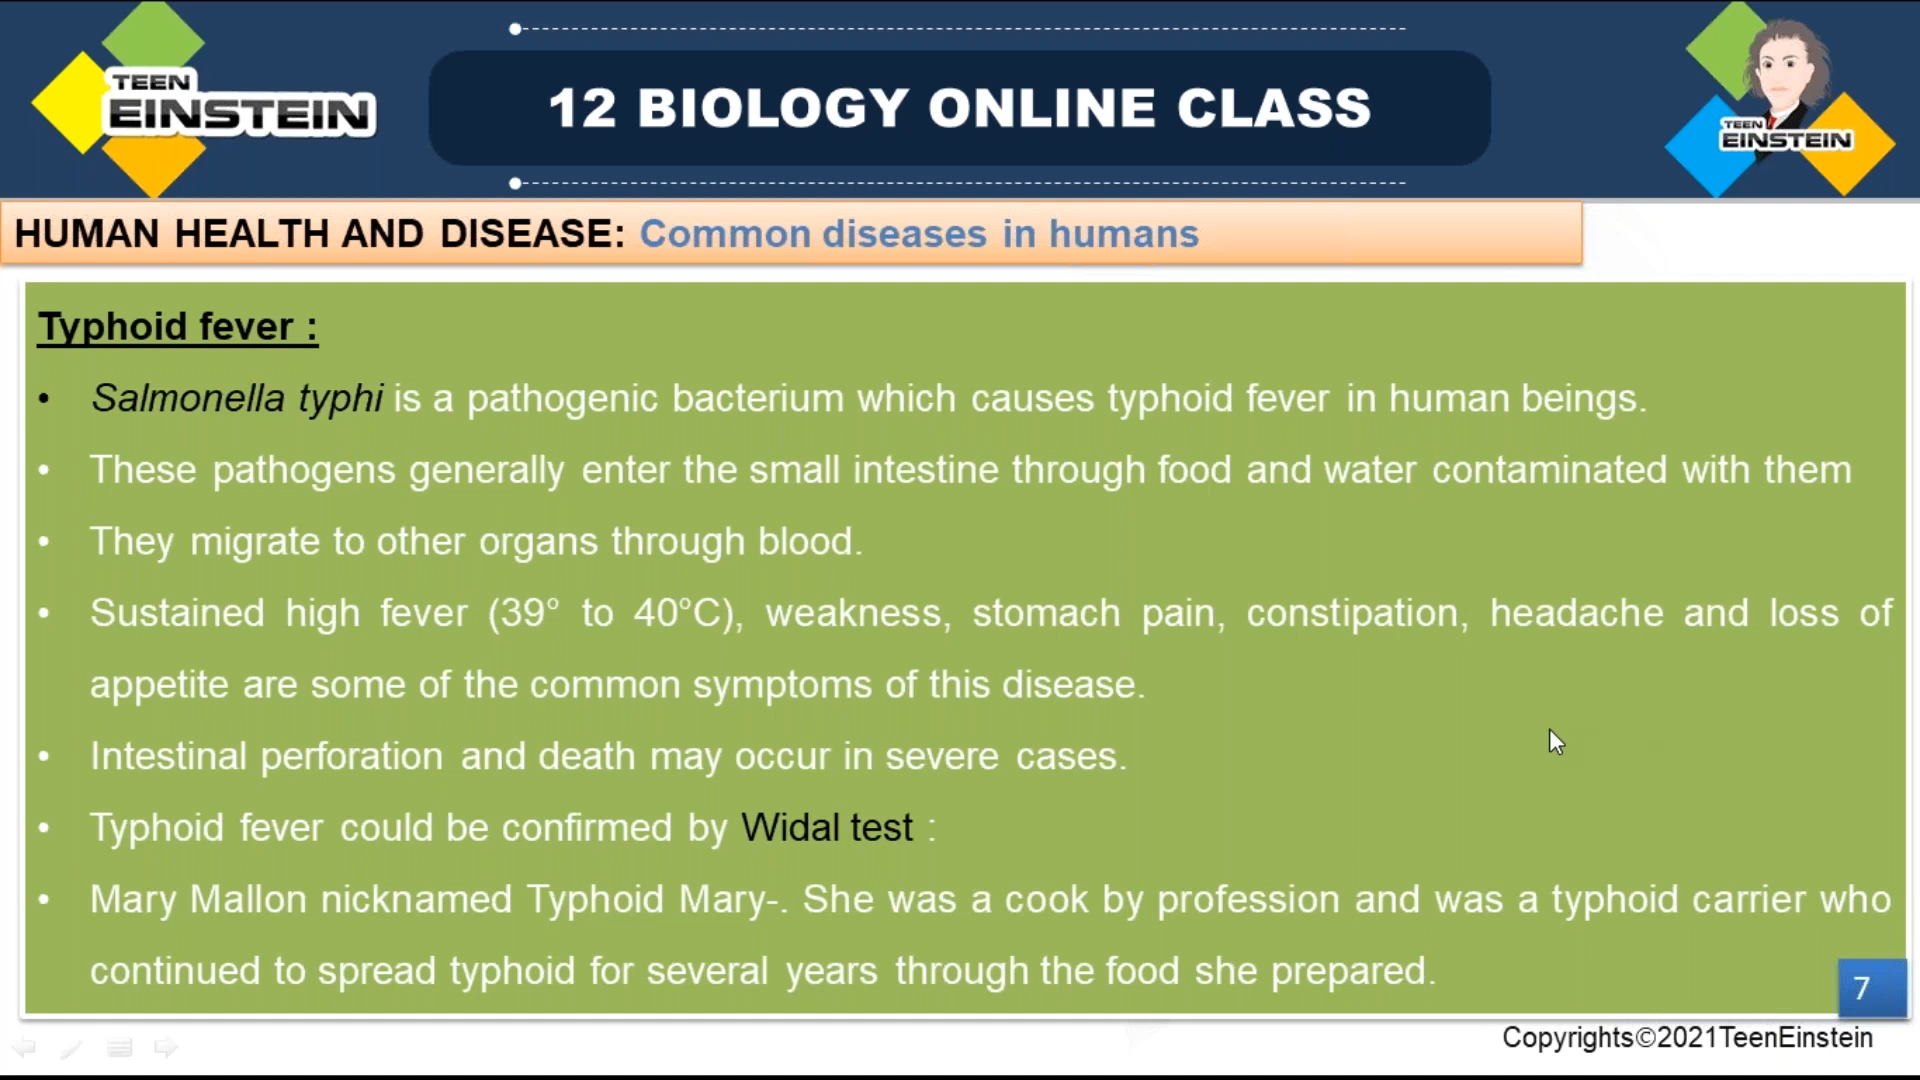 TEEN
EINSTEIN
12 BIOLOGY ONLINE CLASS
TEEN
EINSTEIN
HUMAN HEALTH AND DISEASE: Common diseases in humans
Typhoid fever :
• Salmonella typhi is a pathogenic bacterium which causes typhoid fever in human beings.
• These pathogens generally enter the small intestine through food and water contaminated with them
• They migrate to other organs through blood.
• Sustained high fever (39° to 40°C), weakness, stomach pain, constipation, headache and loss of
appetite are some of the common symptoms of this disease.
• Intestinal perforation and death may occur in severe cases.
• Typhoid fever could be confirmed by Widal test :
• Mary Mallon nicknamed Typhoid Mary-. She was a cook by profession and was a typhoid carrier who
continued to spread typhoid for several years through the food she prepared.
7
Copyrights©2021TeenEinstein